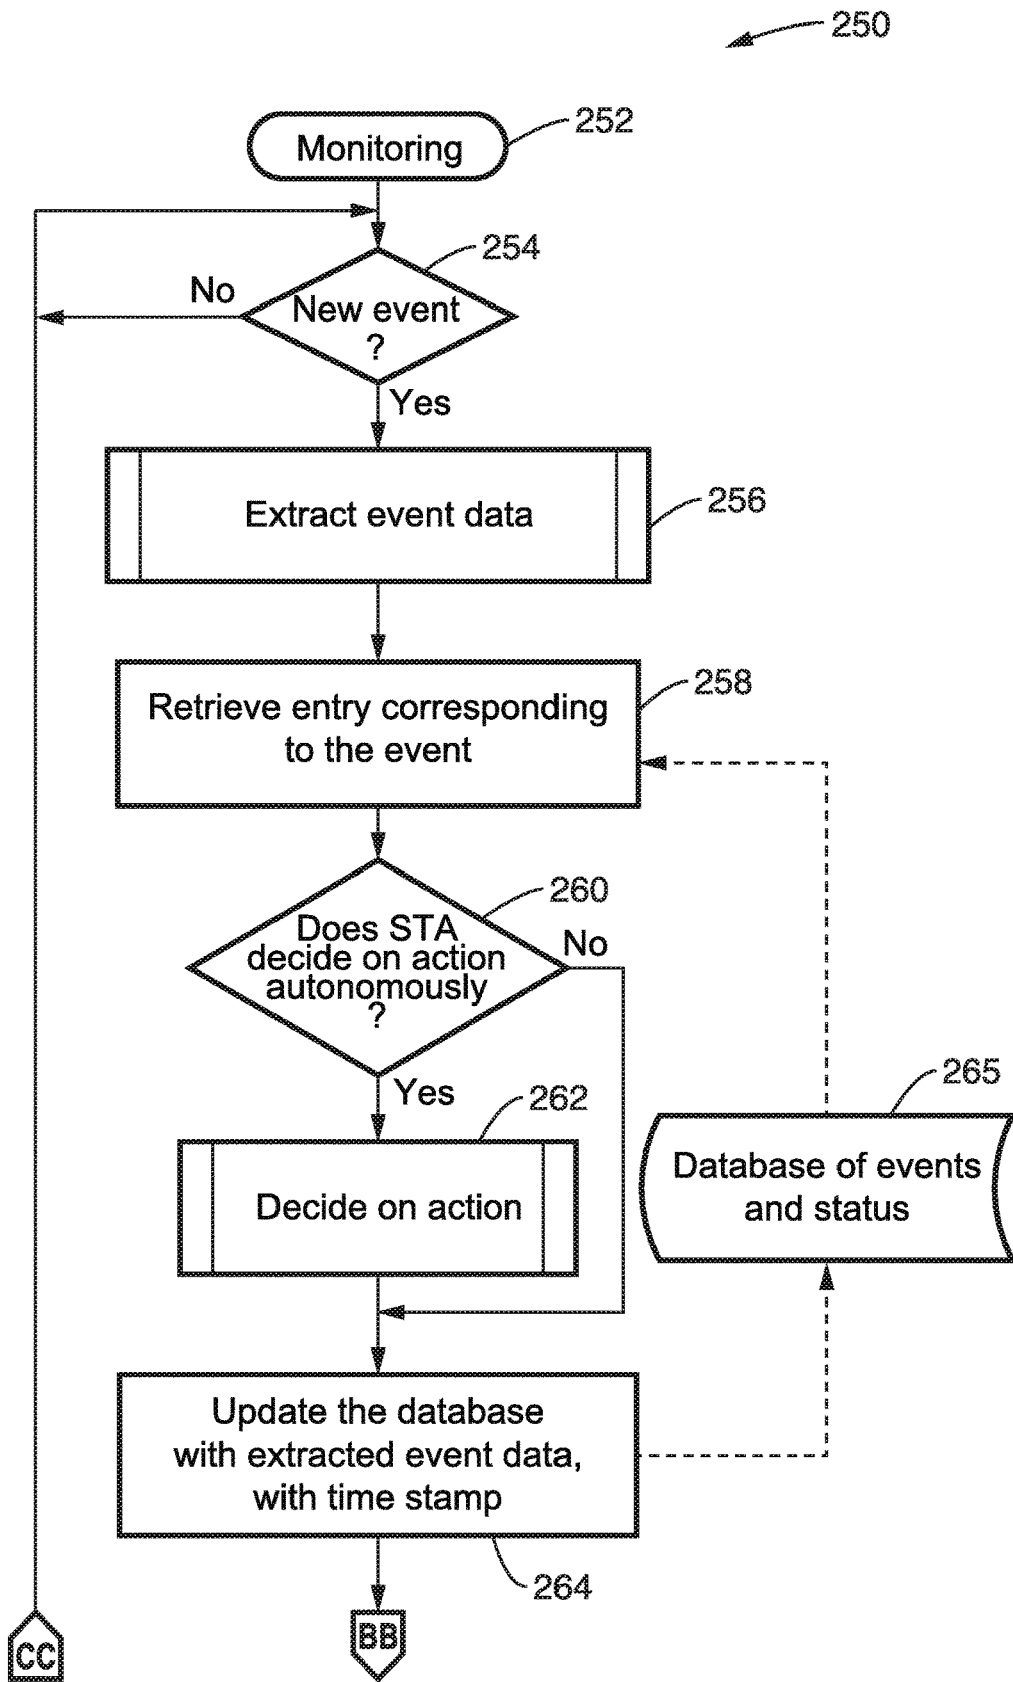 250
Monitoring
252
254
No
New event
?
Yes
Extract event data
256
258
Retrieve entry corresponding
to the event
260
Does STA
decide on action
autonomously
?
No
Yes
262
265
Decide on action
Database of events
and status
Update the database
with extracted event data,
with time stamp
264
CC
BB